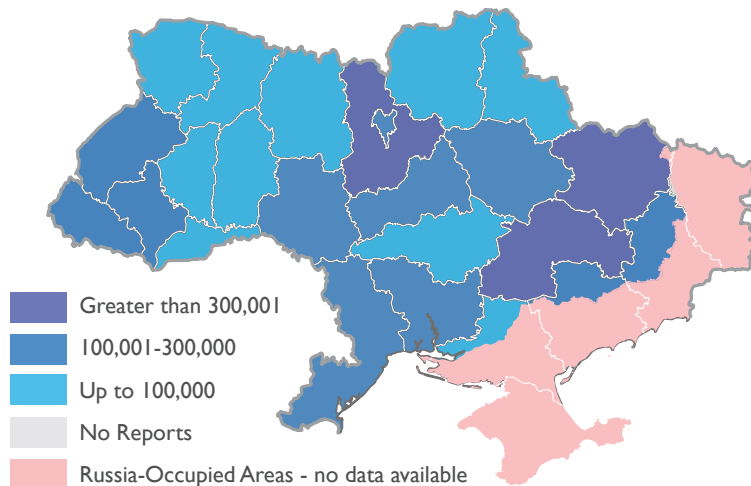 Greater than 300,001
100,001-300,000
Up to 100,000
No Reports
Russia-Occupied Areas - no data available